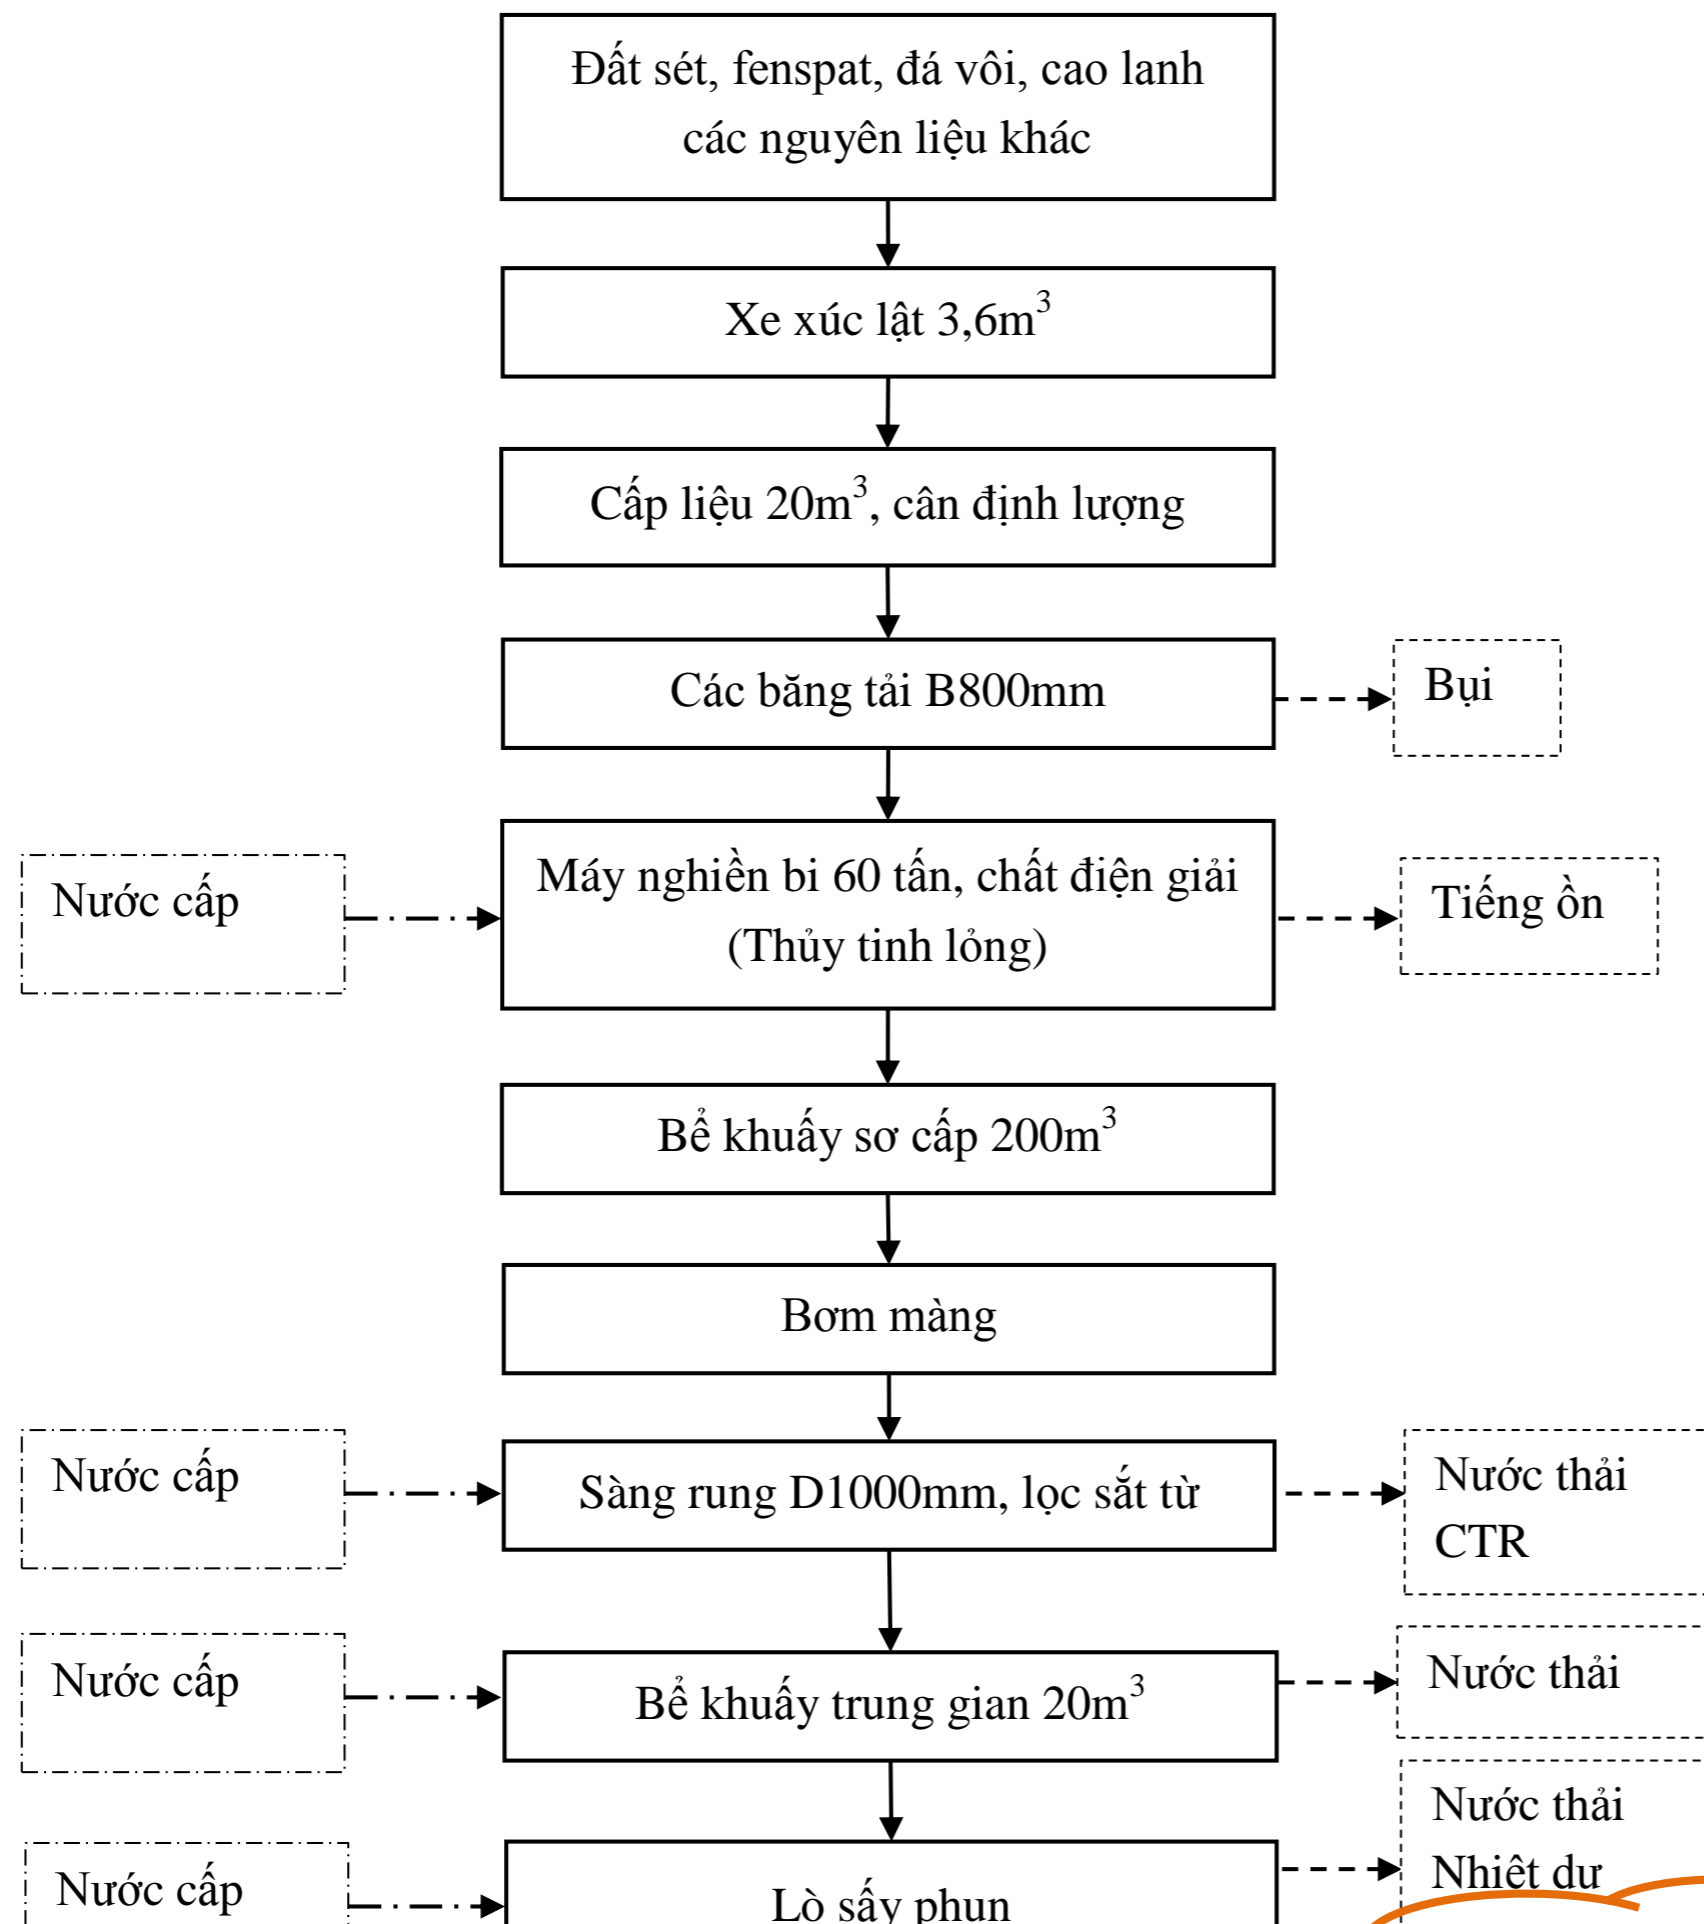 Đất sét, fenspat, đá vôi, cao lanh
các nguyên liệu khác
Xe xúc lật 3,6m³
Cấp liệu 20m³, cân định lượng
Các băng tải B800mm
Bụi
Nước cấp
Máy nghiền bi 60 tấn, chất điện giải
(Thủy tinh lỏng)
Tiếng ồn
Bể khuấy sơ cấp 200m³
Bơm màng
Nước cấp
Sàng rung D1000mm, lọc sắt từ
Nước thải
CTR
Nước cấp
Bể khuấy trung gian 20m³
Nước thải
Nước cấp
Lò sấy phun
Nước thải
Nhiệt dư